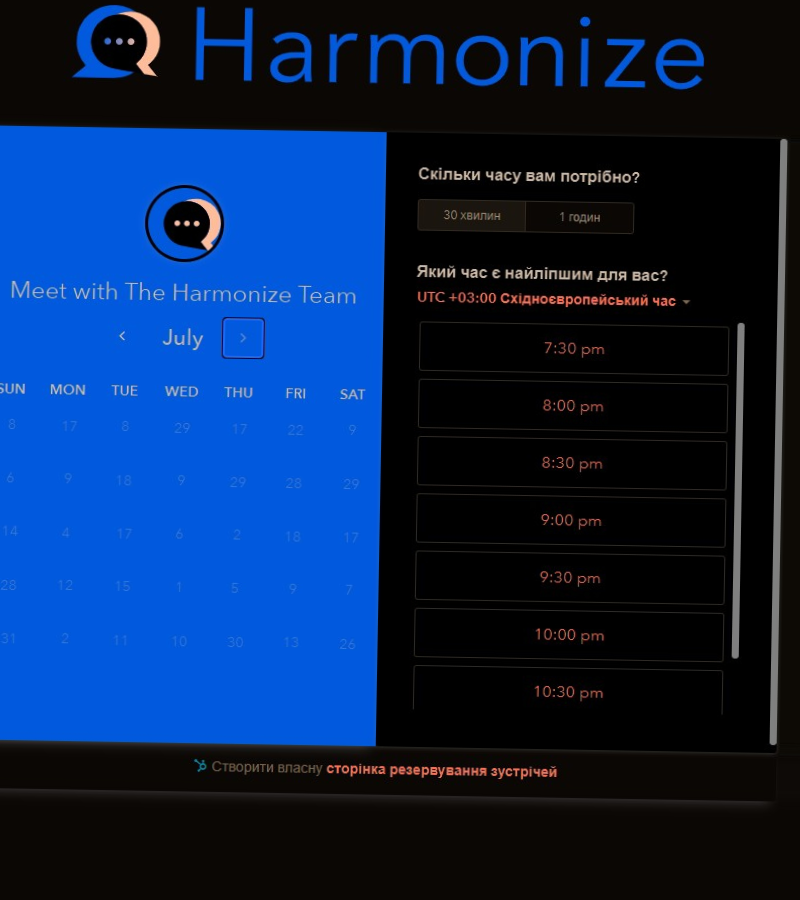 Harmonize
Meet with The Harmonize Team
July
SUN MON TUE WED THU FRI SAT
8 17 8 29 17 22 9
6 9 18 9 29 28 29
14 4 17 6 2 18 17
28 12 15 1 5 9 7
31 2 11 10 30 13 26
Скільки часу вам потрібно?
30 хвилин 1 годин
Який час є найліпшим для вас?
UTC +03:00 Східноєвропейський час
7:30 pm
8:00 pm
8:30 pm
9:00 pm
9:30 pm
10:00 pm
10:30 pm
Створити власну сторінка резервування зустрічей